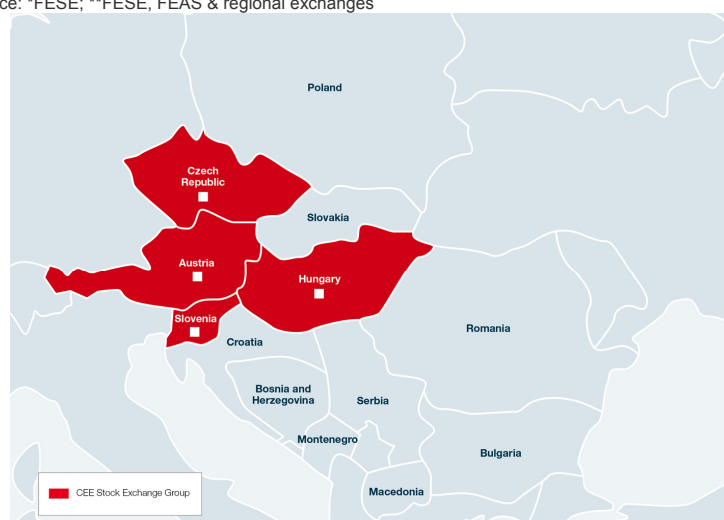 ce: *FESE; **FESE, FEAS & regional exchanges
Poland
Czech
Republic
Slovakia
Austria
Hungary
Slovenia
Romania
Croatia
Bosnia and
Herzegovina
Serbia
Montenegro
Bulgaria
Macedonia
CEE Stock Exchange Group